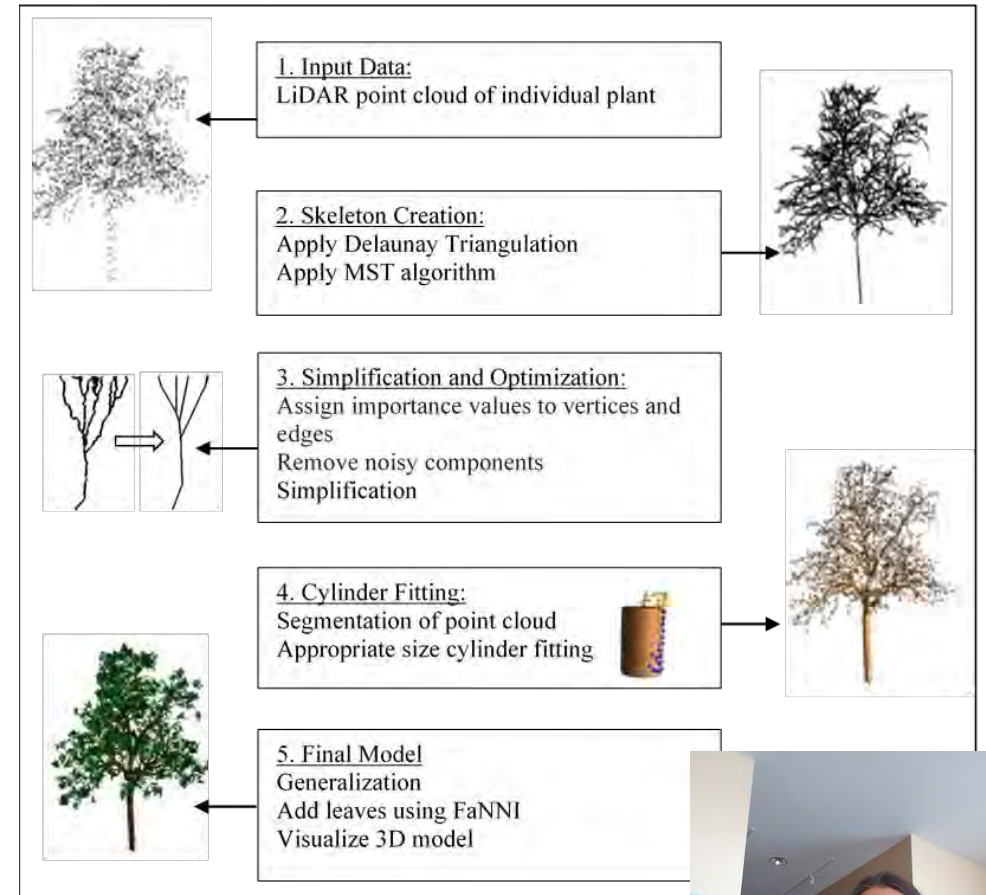 1. Input Data:
LiDAR point cloud of individual plant
2. Skeleton Creation:
Apply Delaunay Triangulation
Apply MST algorithm
3. Simplification and Optimization:
Assign importance values to vertices and
edges
Remove noisy components
Simplification
4. Cylinder Fitting:
Segmentation of point cloud
Appropriate size cylinder fitting
5. Final Model
Generalization
Add leaves using FaNNI
Visualize 3D model